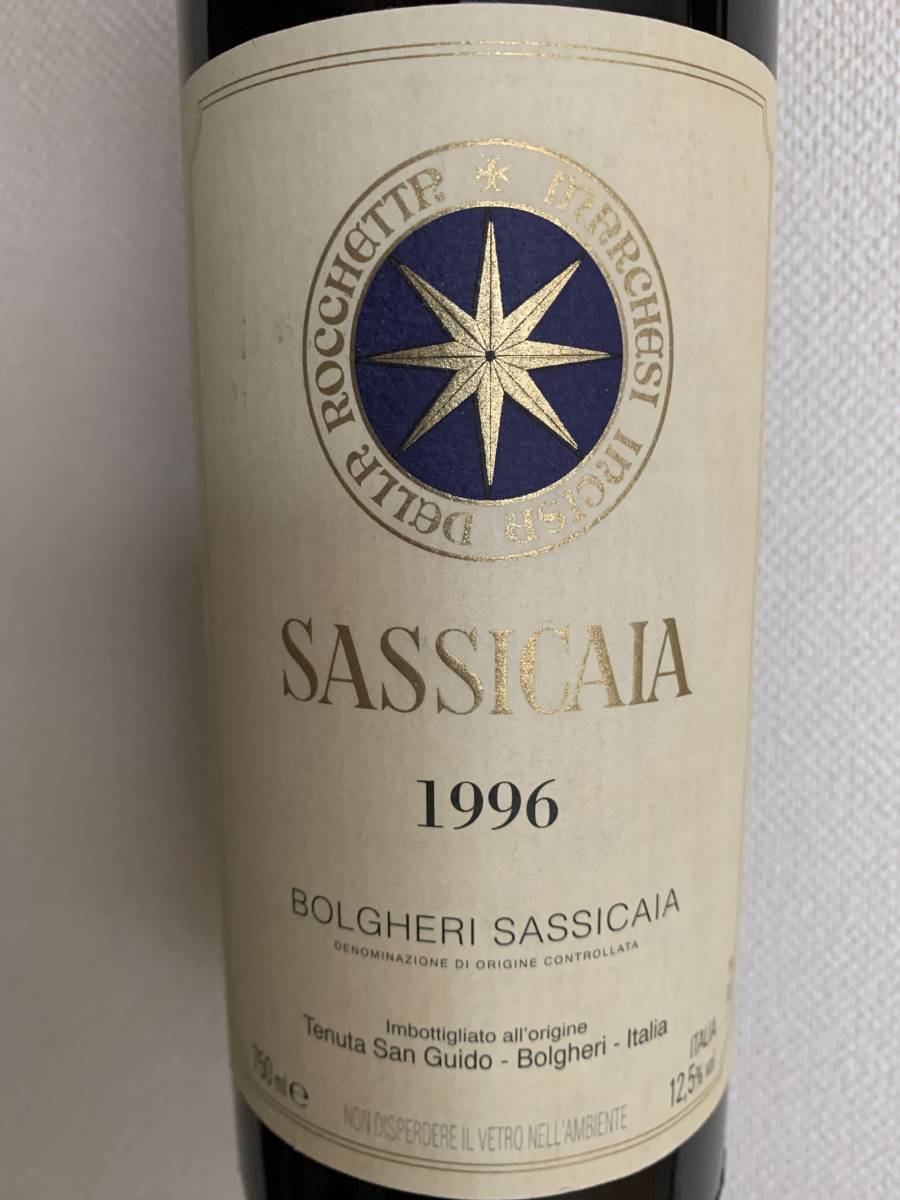 MARCHESI INCISA DELLA ROCCHETTA
SASSICAIA
1996
BOLGHERI SASSICAIA
DENOMINAZIONE DI ORIGINE CONTROLLATA
Imbottigliato all'origine
Tenuta San Guido - Bolgheri - Italia
750 ml e
ITALIA
12,5% vol
NON DISPERDERE IL VETRO NELL'AMBIENTE